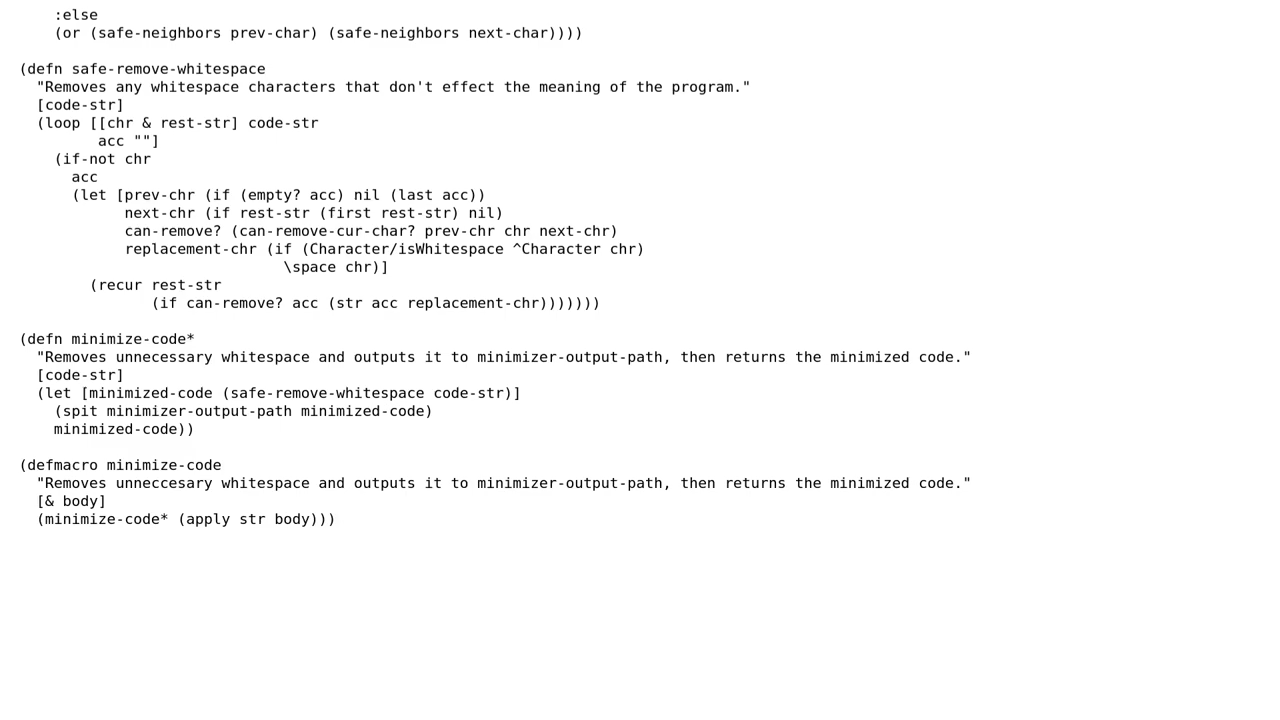 :else
    (or (safe-neighbors prev-char) (safe-neighbors next-char))))

(defn safe-remove-whitespace
  "Removes any whitespace characters that don't effect the meaning of the program."
  [code-str]
  (loop [[chr & rest-str] code-str
         acc ""]
    (if-not chr
      acc
      (let [prev-chr (if (empty? acc) nil (last acc))
            next-chr (if rest-str (first rest-str) nil)
            can-remove? (can-remove-cur-char? prev-chr chr next-chr)
            replacement-chr (if (Character/isWhitespace ^Character chr)
                              \space chr)]
        (recur rest-str
               (if can-remove? acc (str acc replacement-chr)))))))

(defn minimize-code*
  "Removes unnecessary whitespace and outputs it to minimizer-output-path, then returns the minimized code."
  [code-str]
  (let [minimized-code (safe-remove-whitespace code-str)]
    (spit minimizer-output-path minimized-code)
    minimized-code))

(defmacro minimize-code
  "Removes unneccesary whitespace and outputs it to minimizer-output-path, then returns the minimized code."
  [& body]
  (minimize-code* (apply str body)))